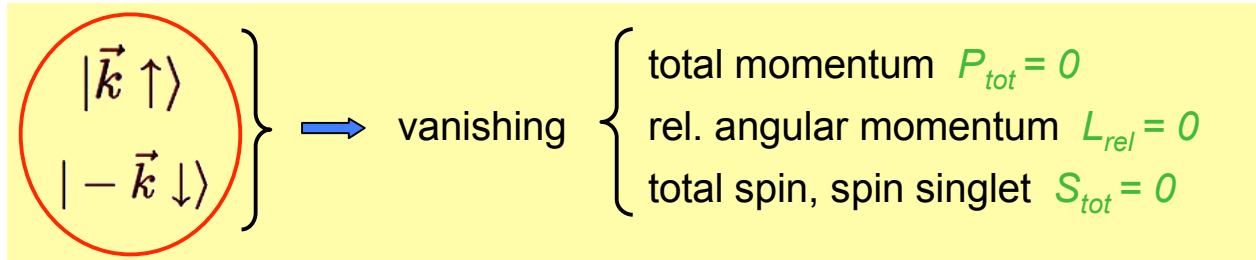 |k⃗ ↑⟩
|−k⃗ ↓⟩
vanishing
total momentum P_tot = 0
rel. angular momentum L_rel = 0
total spin, spin singlet S_tot = 0